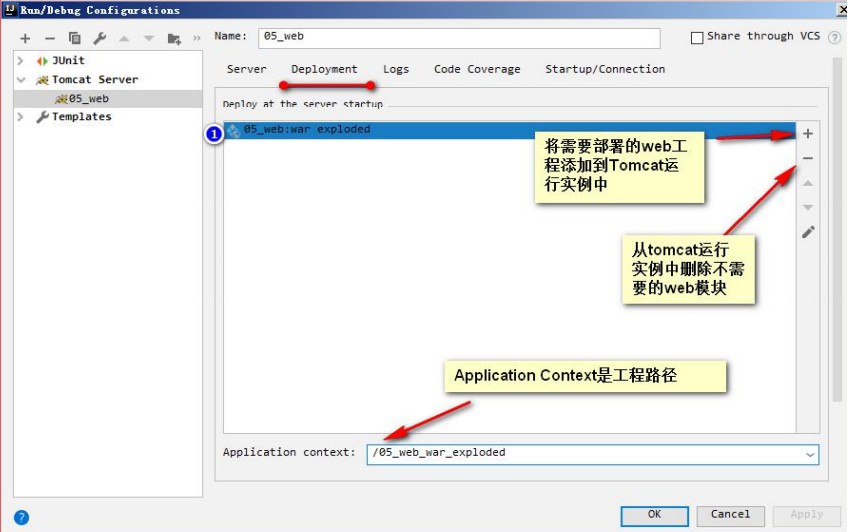 Run/Debug Configurations
Name: 05_web
Share through VCS
JUnit
Tomcat Server
05_web
Templates
Server Deployment Logs Code Coverage Startup/Connection
Deploy at the server startup
1
05_web:war exploded
将需要部署的web工
程添加到Tomcat运
行实例中
从tomcat运行
实例中删除不需
要的web模块
Application Context是工程路径
Application context: /05_web_war_exploded
OK Cancel Apply